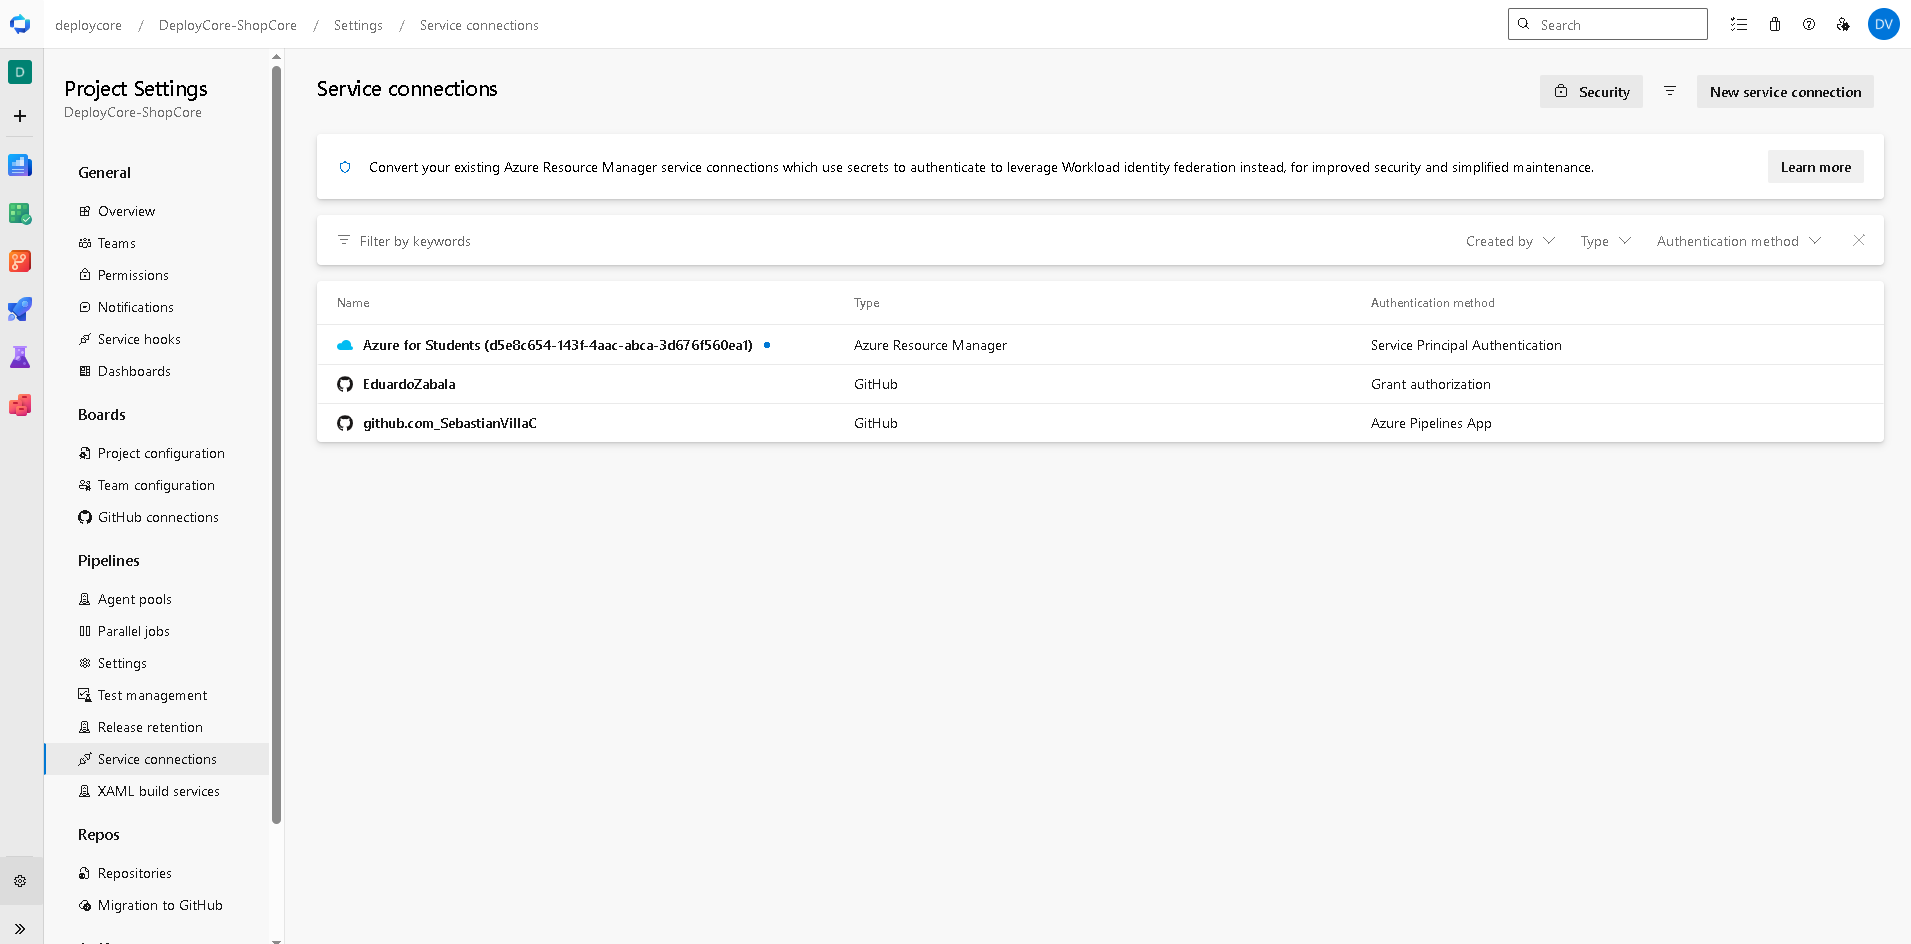 deploycore / DeployCore-ShopCore / Settings / Service connections
Search
DV
D
Project Settings
DeployCore-ShopCore
General
Overview
Teams
Permissions
Notifications
Service hooks
Dashboards
Boards
Project configuration
Team configuration
GitHub connections
Pipelines
Agent pools
Parallel jobs
Settings
Test management
Release retention
Service connections
XAML build services
Repos
Repositories
Migration to GitHub
Service connections
Security
New service connection
Convert your existing Azure Resource Manager service connections which use secrets to authenticate to leverage Workload identity federation instead, for improved security and simplified maintenance.
Learn more
Filter by keywords
Created by
Type
Authentication method
Name Type Authentication method
Azure for Students (d5e8c654-143f-4aac-abca-3d676f560ea1) Azure Resource Manager Service Principal Authentication
EduardoZabala GitHub Grant authorization
github.com_SebastianVillaC GitHub Azure Pipelines App